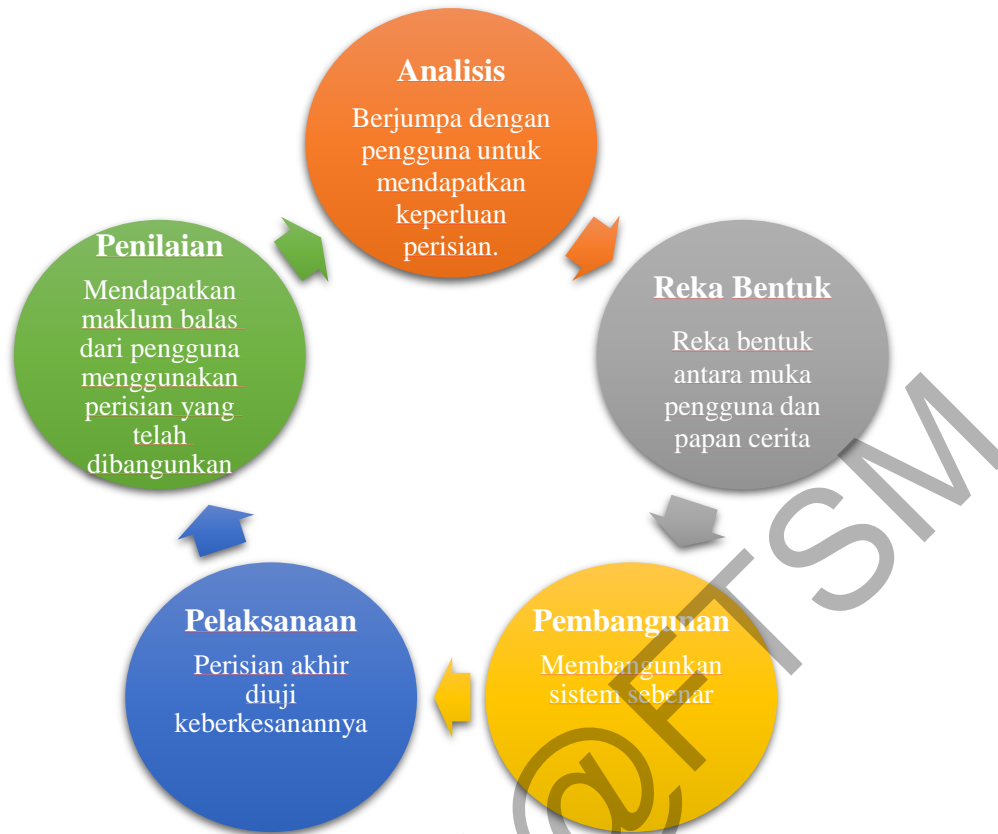 Analisis
Berjumpa dengan
pengguna untuk
mendapatkan
keperluan
perisian.
Reka Bentuk
Reka bentuk
antara muka
pengguna dan
papan cerita
Pembangunan
Membangunkan
sistem sebenar
Pelaksanaan
Perisian akhir
diuji
keberkesanannya
Penilaian
Mendapatkan
maklum balas
dari pengguna
menggunakan
perisian yang
telah
dibangunkan
@FTSM